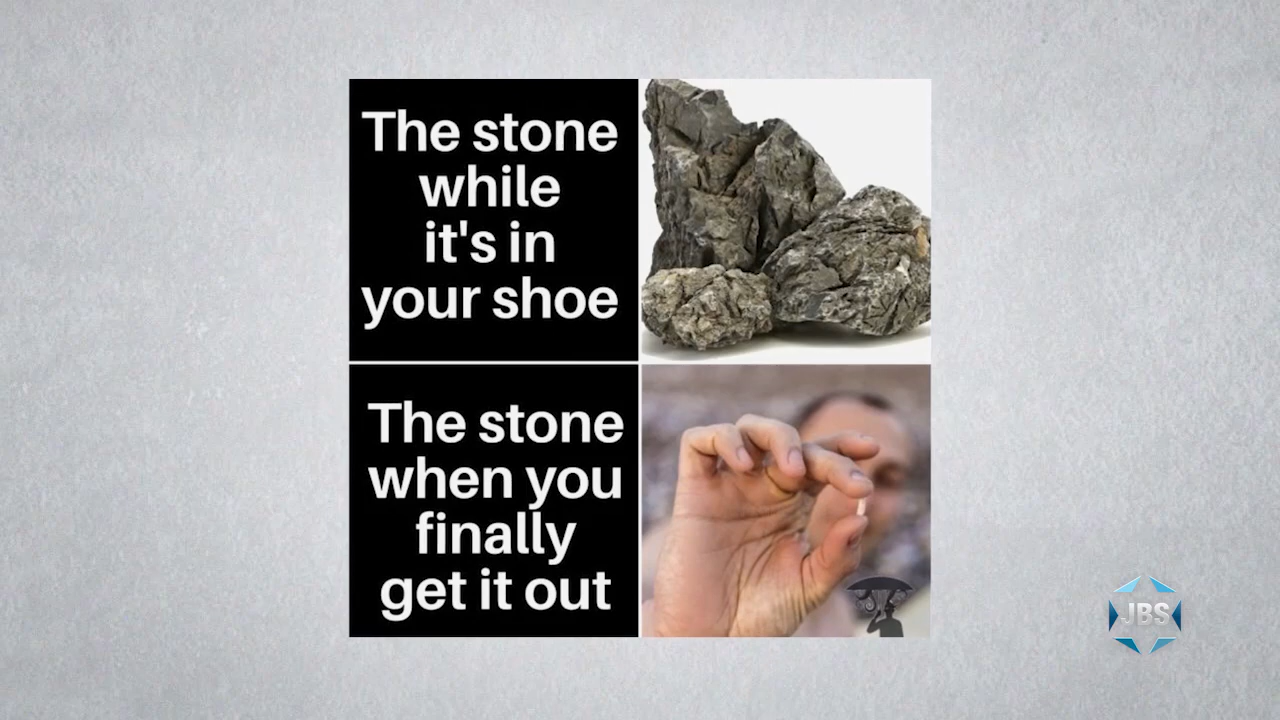 The stone
while
it's in
your shoe
The stone
when you
finally
get it out
JBS